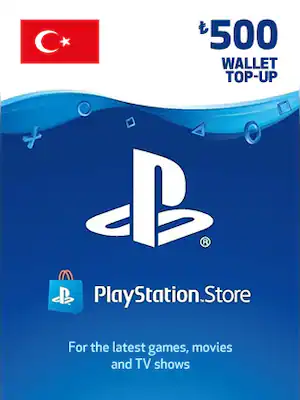 ₺500
WALLET
TOP-UP
®
PlayStation.Store
For the latest games, movies
and TV shows